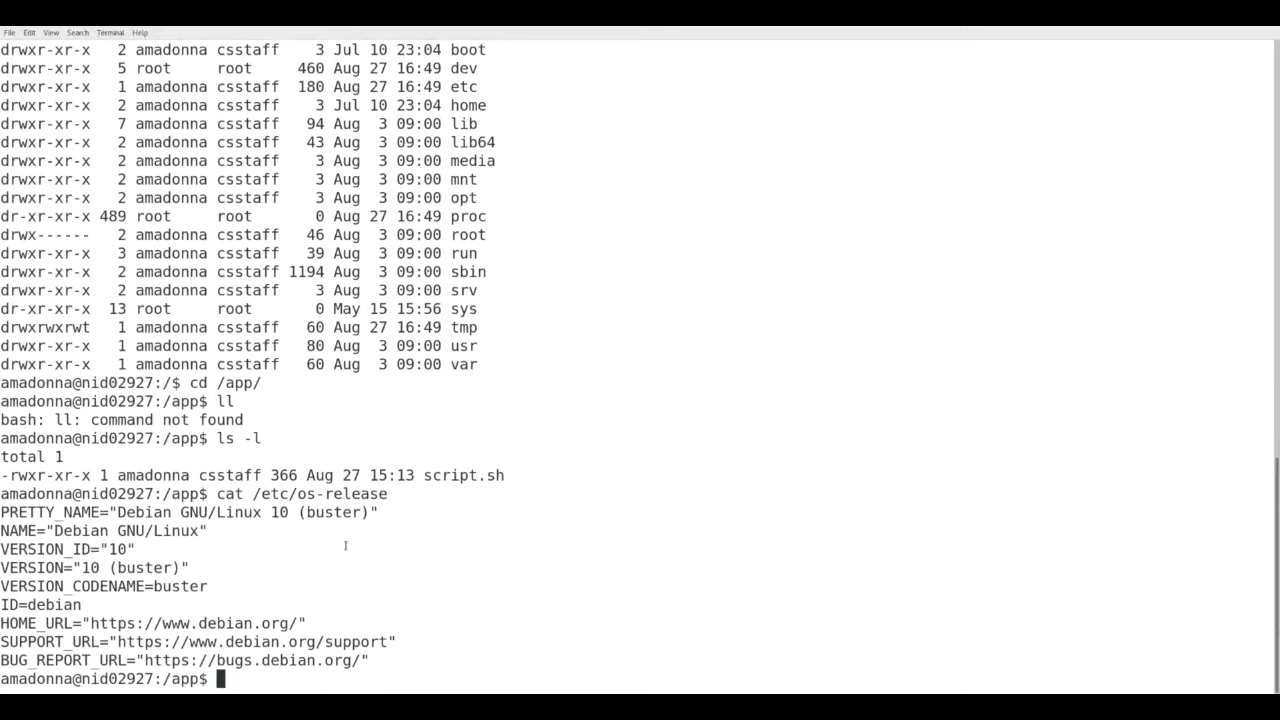 File Edit View Search Terminal Help
drwxr-xr-x   2 amadonna csstaff    3 Jul 10 23:04 boot
drwxr-xr-x   5 root     root     460 Aug 27 16:49 dev
drwxr-xr-x   1 amadonna csstaff  180 Aug 27 16:49 etc
drwxr-xr-x   2 amadonna csstaff    3 Jul 10 23:04 home
drwxr-xr-x   7 amadonna csstaff   94 Aug  3 09:00 lib
drwxr-xr-x   2 amadonna csstaff   43 Aug  3 09:00 lib64
drwxr-xr-x   2 amadonna csstaff    3 Aug  3 09:00 media
drwxr-xr-x   2 amadonna csstaff    3 Aug  3 09:00 mnt
drwxr-xr-x   2 amadonna csstaff    3 Aug  3 09:00 opt
dr-xr-xr-x 489 root     root       0 Aug 27 16:49 proc
drwx------   2 amadonna csstaff   46 Aug  3 09:00 root
drwxr-xr-x   3 amadonna csstaff   39 Aug  3 09:00 run
drwxr-xr-x   2 amadonna csstaff 1194 Aug  3 09:00 sbin
drwxr-xr-x   2 amadonna csstaff    3 Aug  3 09:00 srv
dr-xr-xr-x  13 root     root       0 May 15 15:56 sys
drwxrwxrwt   1 amadonna csstaff   60 Aug 27 16:49 tmp
drwxr-xr-x   1 amadonna csstaff   80 Aug  3 09:00 usr
drwxr-xr-x   1 amadonna csstaff   60 Aug  3 09:00 var
amadonna@nid02927:/$ cd /app/
amadonna@nid02927:/app$ ll
bash: ll: command not found
amadonna@nid02927:/app$ ls -l
total 1
-rwxr-xr-x 1 amadonna csstaff 366 Aug 27 15:13 script.sh
amadonna@nid02927:/app$ cat /etc/os-release
PRETTY_NAME="Debian GNU/Linux 10 (buster)"
NAME="Debian GNU/Linux"
VERSION_ID="10"
VERSION="10 (buster)"
VERSION_CODENAME=buster
ID=debian
HOME_URL="https://www.debian.org/"
SUPPORT_URL="https://www.debian.org/support"
BUG_REPORT_URL="https://bugs.debian.org/"
amadonna@nid02927:/app$